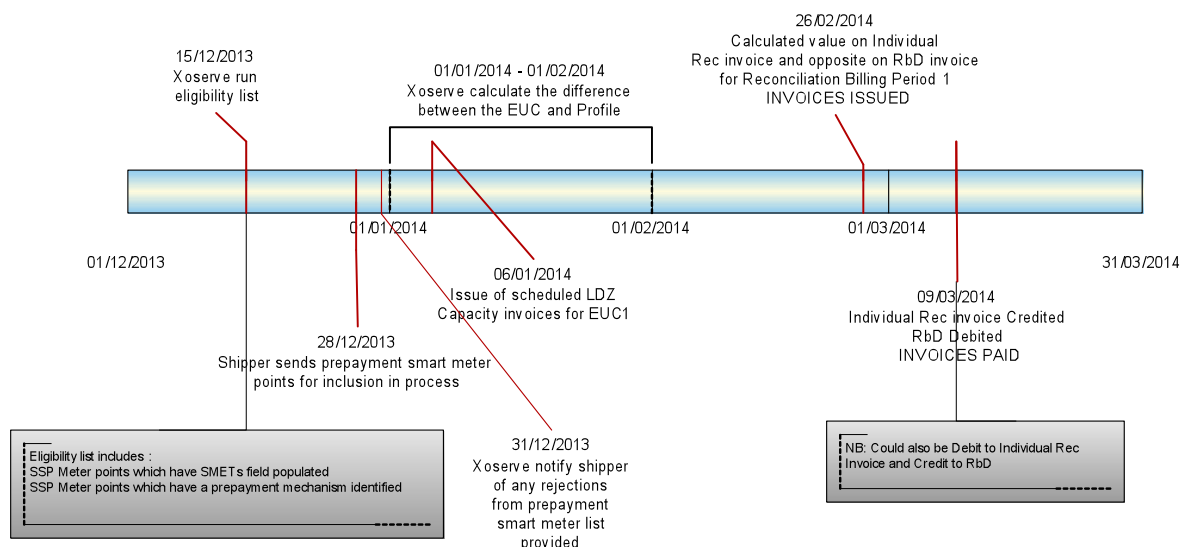 26/02/2014
Calculated value on Individual
Rec invoice and opposite on RbD invoice
for Reconciliation Billing Period 1
INVOICES ISSUED
15/12/2013
Xoserve run
eligibility list
01/01/2014 - 01/02/2014
Xoserve calculate the difference
between the EUC and Profile
01/01/2014
01/02/2014
01/03/2014
01/12/2013
31/03/2014
06/01/2014
Issue of scheduled LDZ
Capacity invoices for EUC1
09/03/2014
Individual Rec invoice Credited
RbD Debited
INVOICES PAID
28/12/2013
Shipper sends prepayment smart meter
points for inclusion in process
31/12/2013
Xoserve notify shipper
of any rejections
from prepayment
smart meter list
provided
Eligibility list includes :
SSP Meter points which have SMETs field populated
SSP Meter points which have a prepayment mechanism identified
NB: Could also be Debit to Individual Rec
Invoice and Credit to RbD